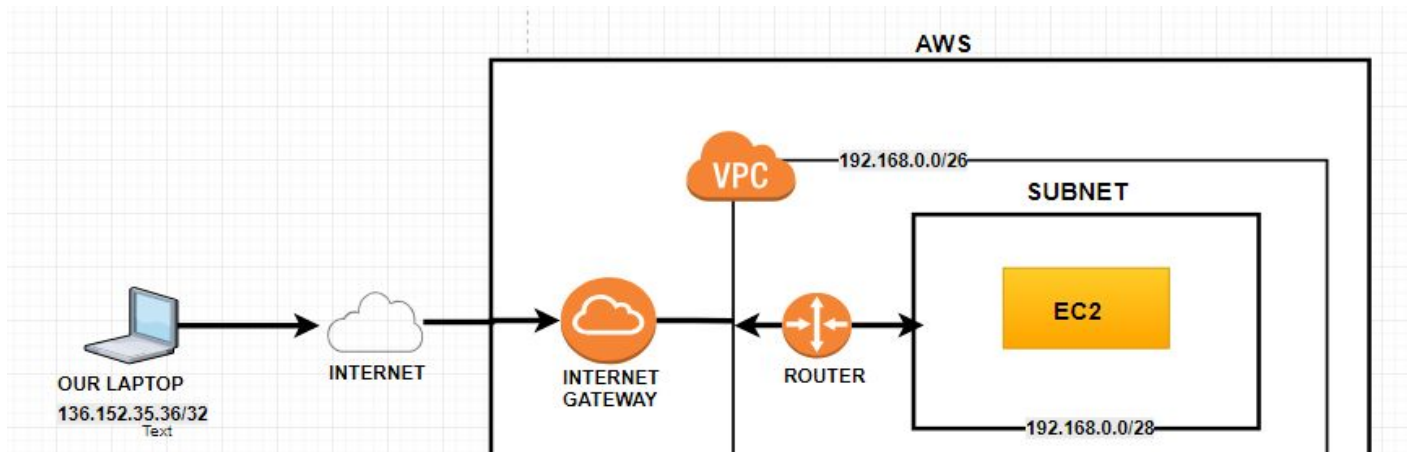 AWS
VPC
192.168.0.0/26
SUBNET
EC2
192.168.0.0/28
ROUTER
INTERNET
GATEWAY
INTERNET
OUR LAPTOP
136.152.35.36/32
Text